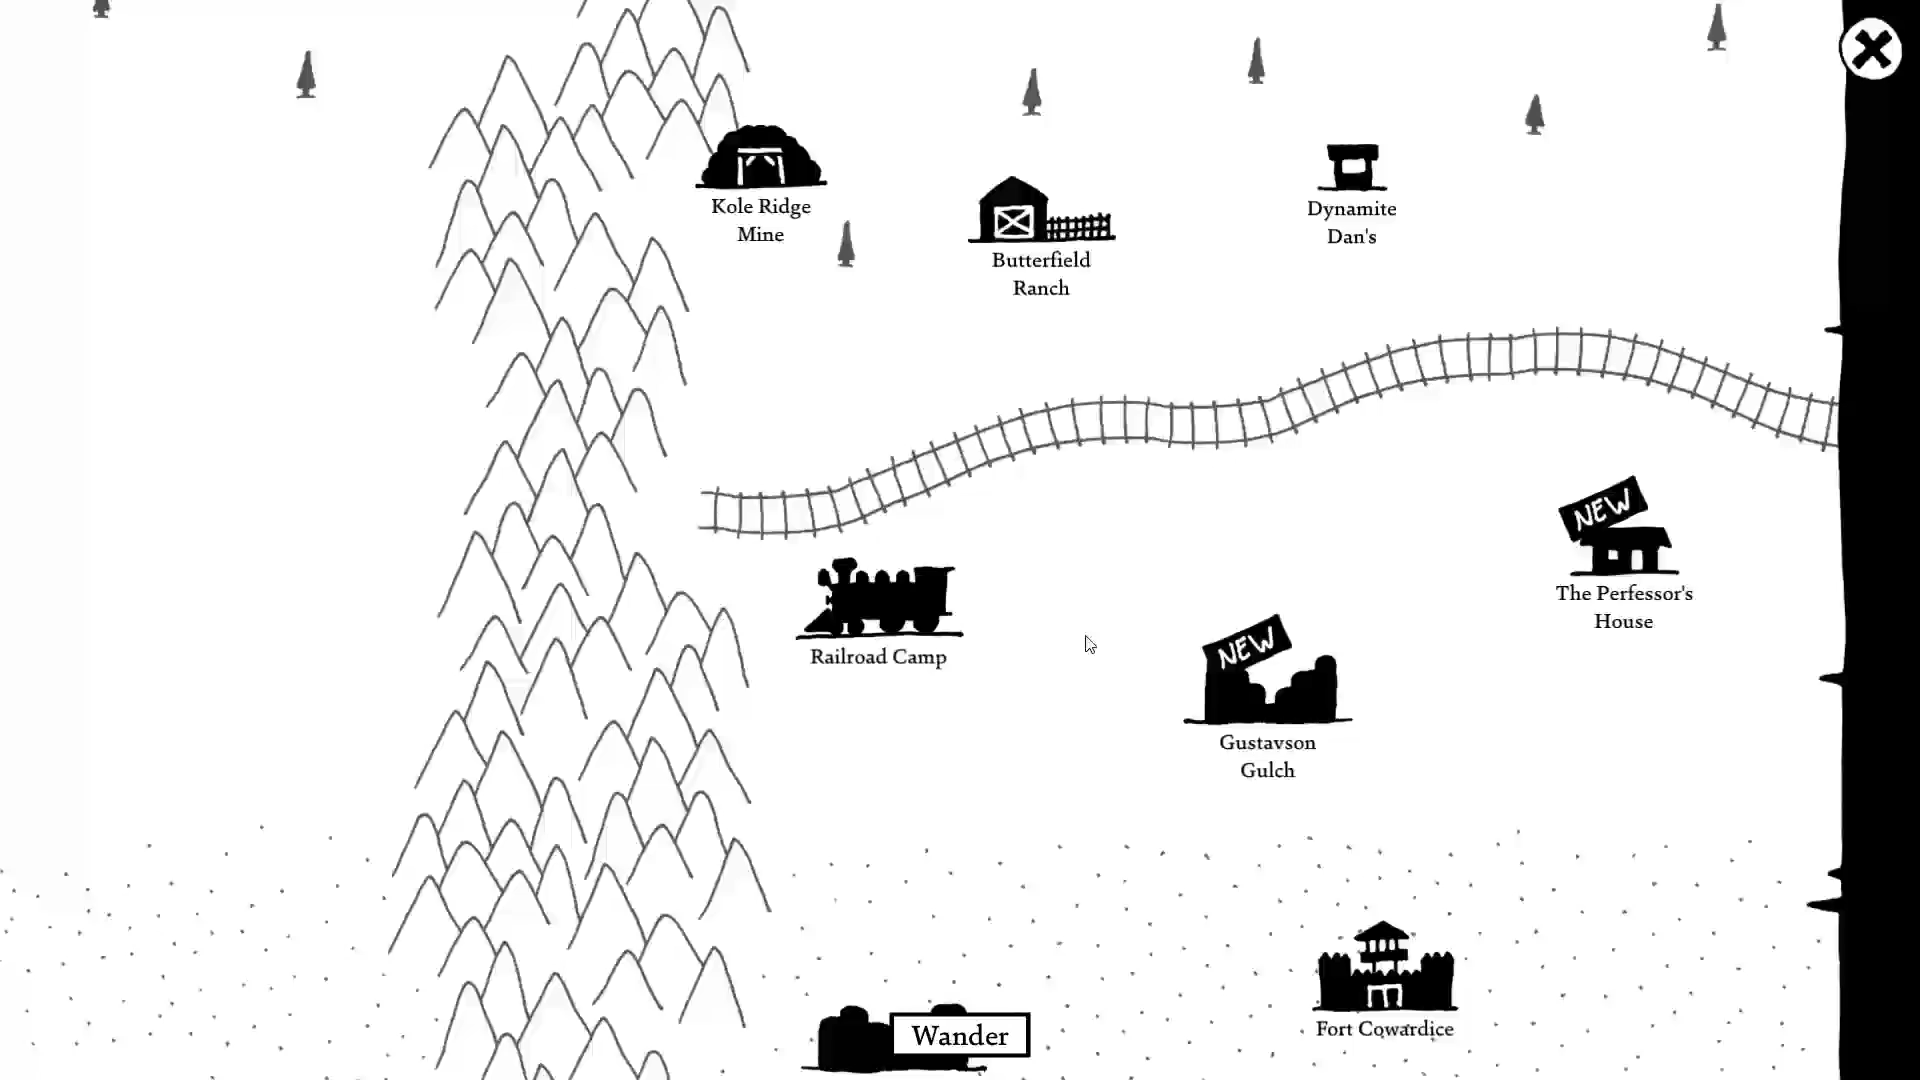 Kole Ridge
Mine
Butterfield
Ranch
Dynamite
Dan's
NEW
The Perfessor's
House
Railroad Camp
NEW
Gustavson
Gulch
Fort Cowardice
Wander